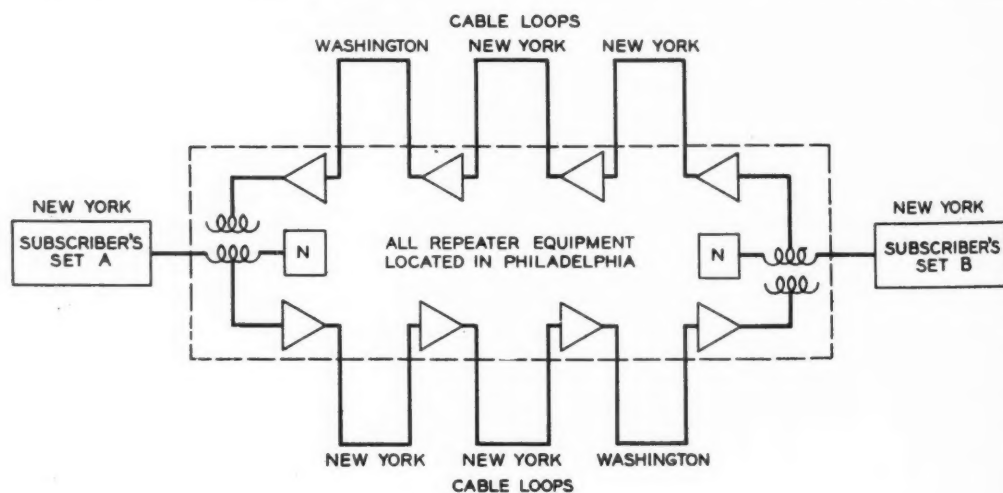 CABLE LOOPS
WASHINGTON NEW YORK NEW YORK
NEW YORK
SUBSCRIBER'S
SET A
N
ALL REPEATER EQUIPMENT
LOCATED IN PHILADELPHIA
N
NEW YORK
SUBSCRIBER'S
SET B
NEW YORK NEW YORK WASHINGTON
CABLE LOOPS